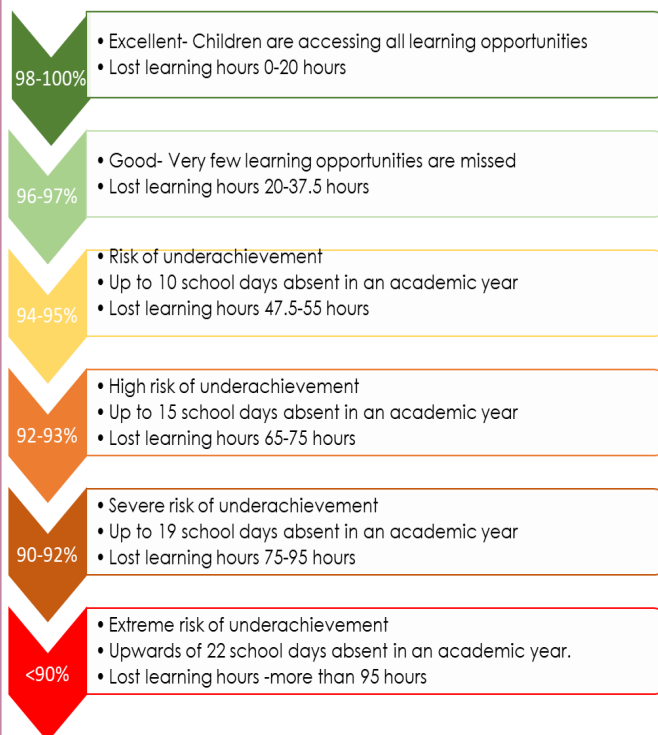 98-100%
• Excellent- Children are accessing all learning opportunities
• Lost learning hours 0-20 hours
96-97%
• Good- Very few learning opportunities are missed
• Lost learning hours 20-37.5 hours
94-95%
• Risk of underachievement
• Up to 10 school days absent in an academic year
• Lost learning hours 47.5-55 hours
92-93%
• High risk of underachievement
• Up to 15 school days absent in an academic year
• Lost learning hours 65-75 hours
90-92%
• Severe risk of underachievement
• Up to 19 school days absent in an academic year
• Lost learning hours 75-95 hours
<90%
• Extreme risk of underachievement
• Upwards of 22 school days absent in an academic year.
• Lost learning hours -more than 95 hours